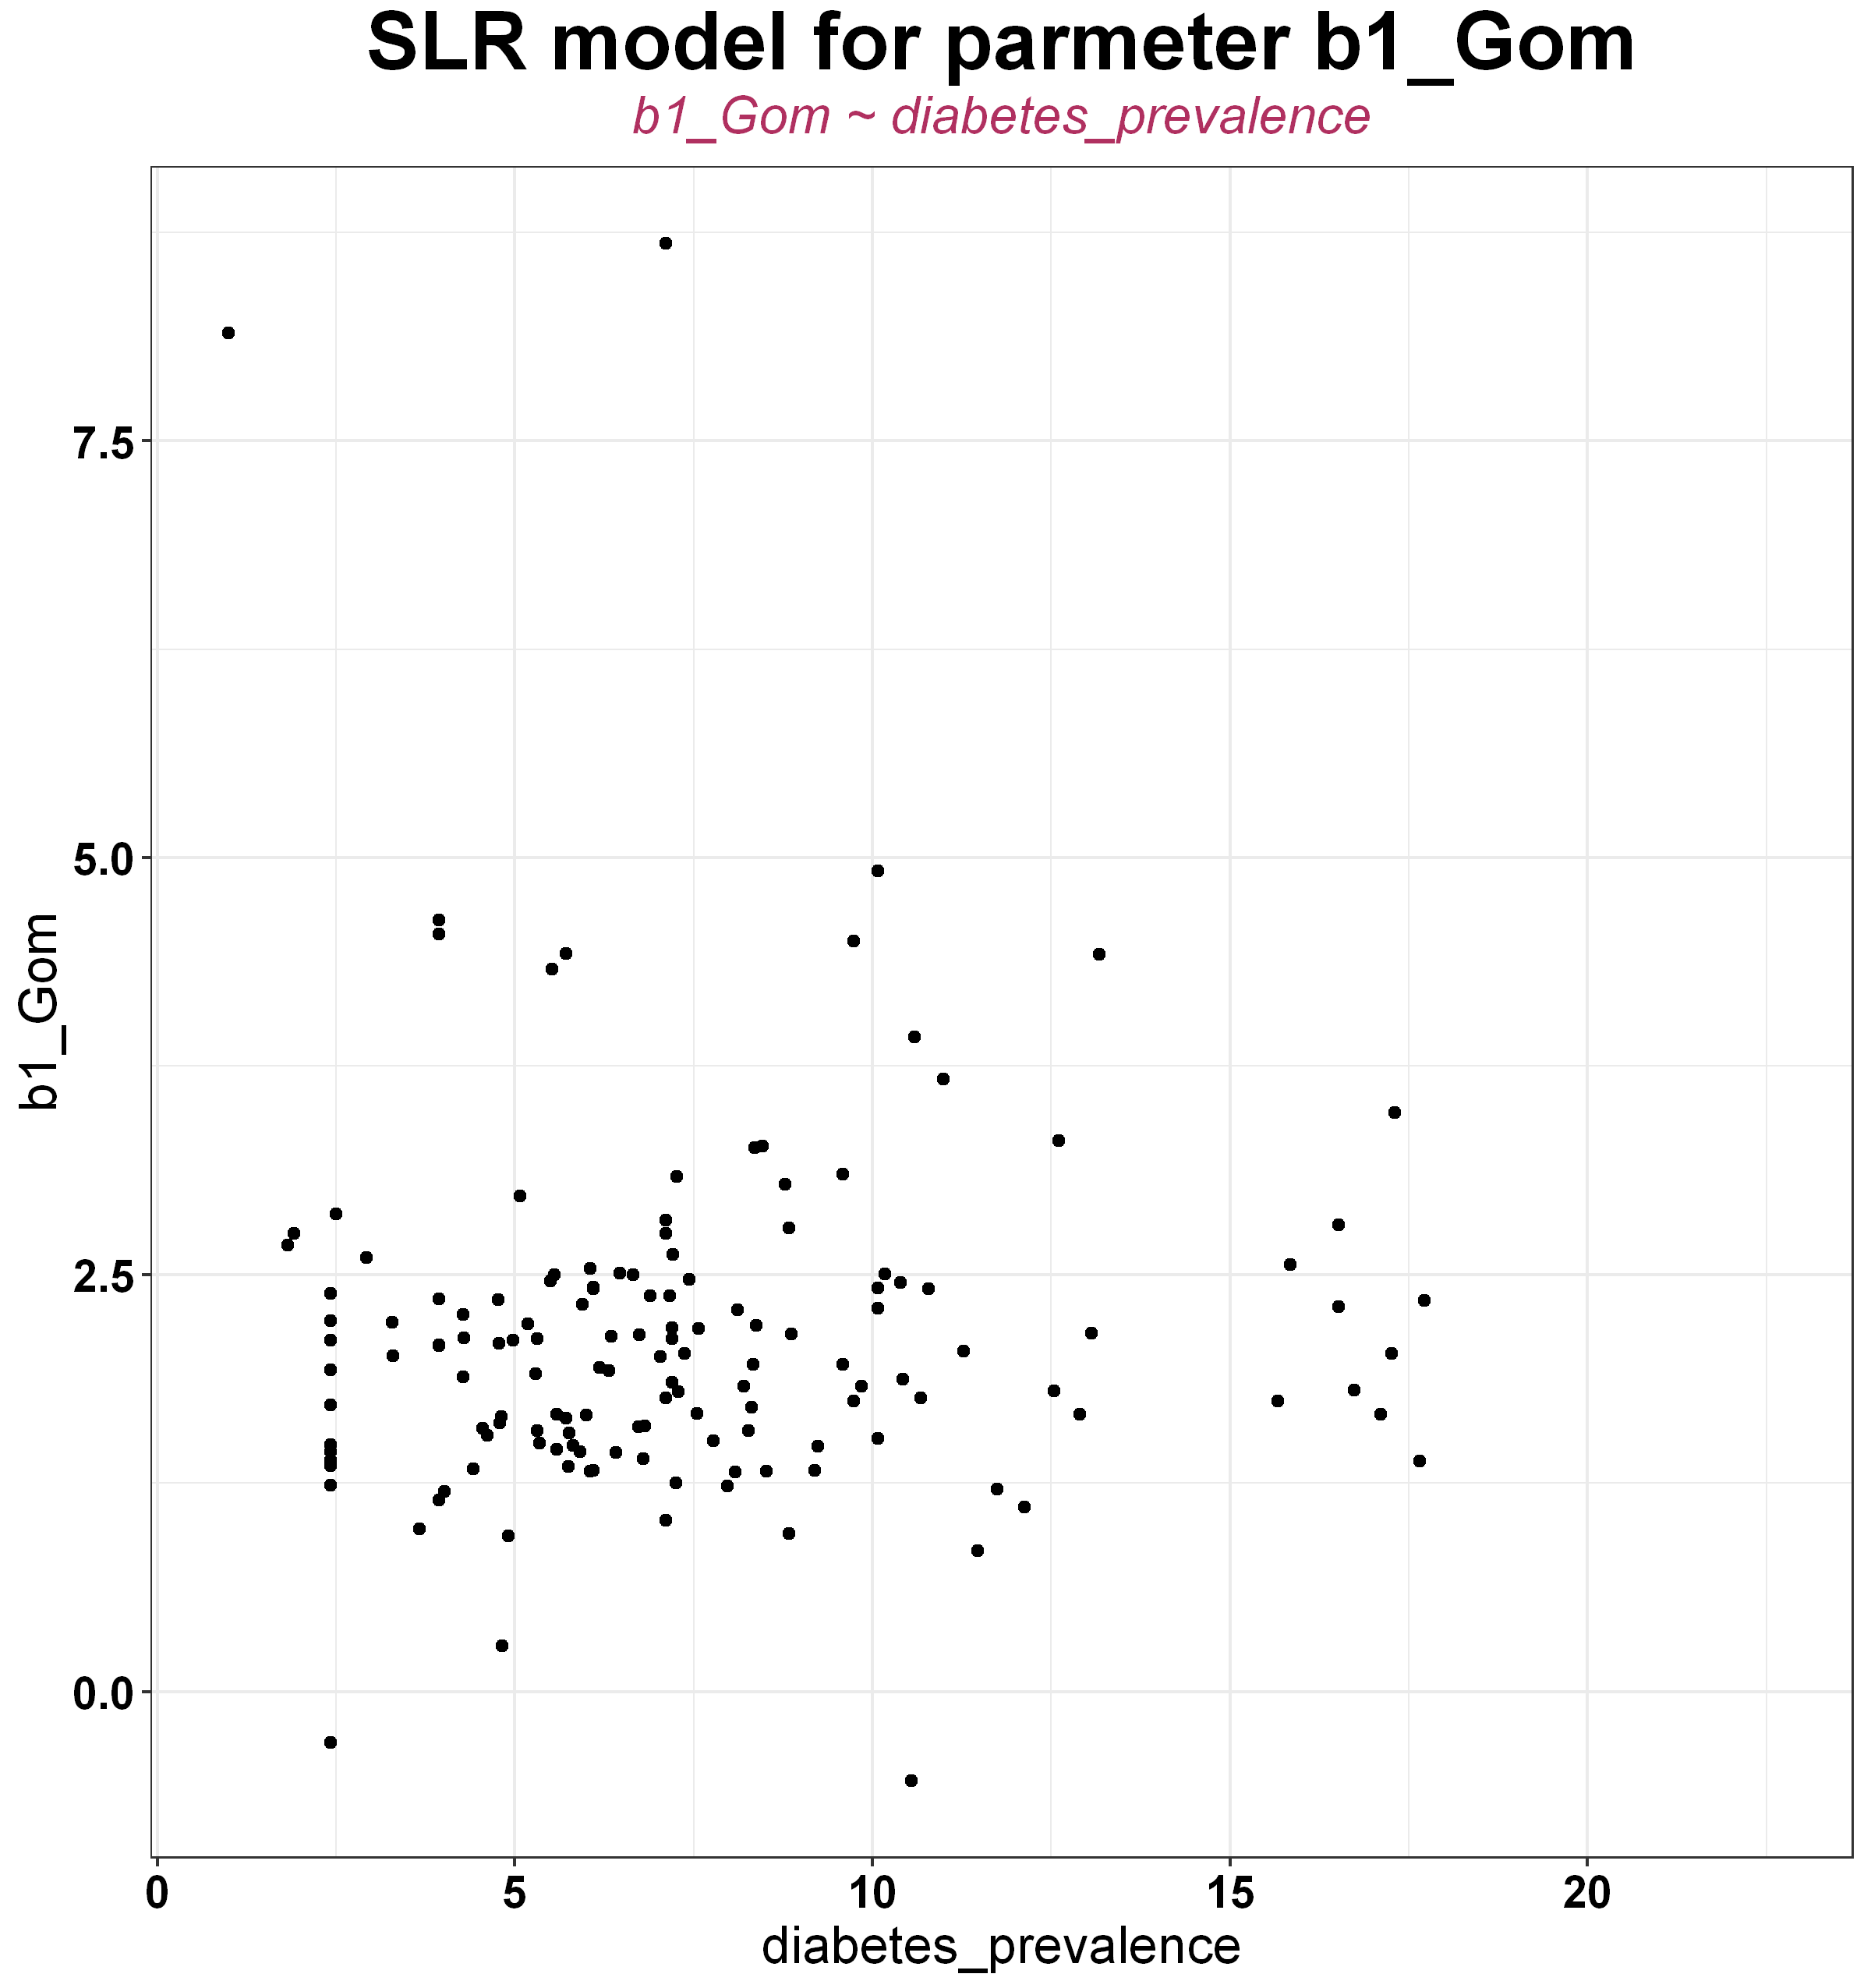 SLR model for parmeter b1_Gom
b1_Gom ~ diabetes_prevalence
7.5
5.0
b1_Gom
2.5
0.0
0 5 10 15 20
diabetes_prevalence